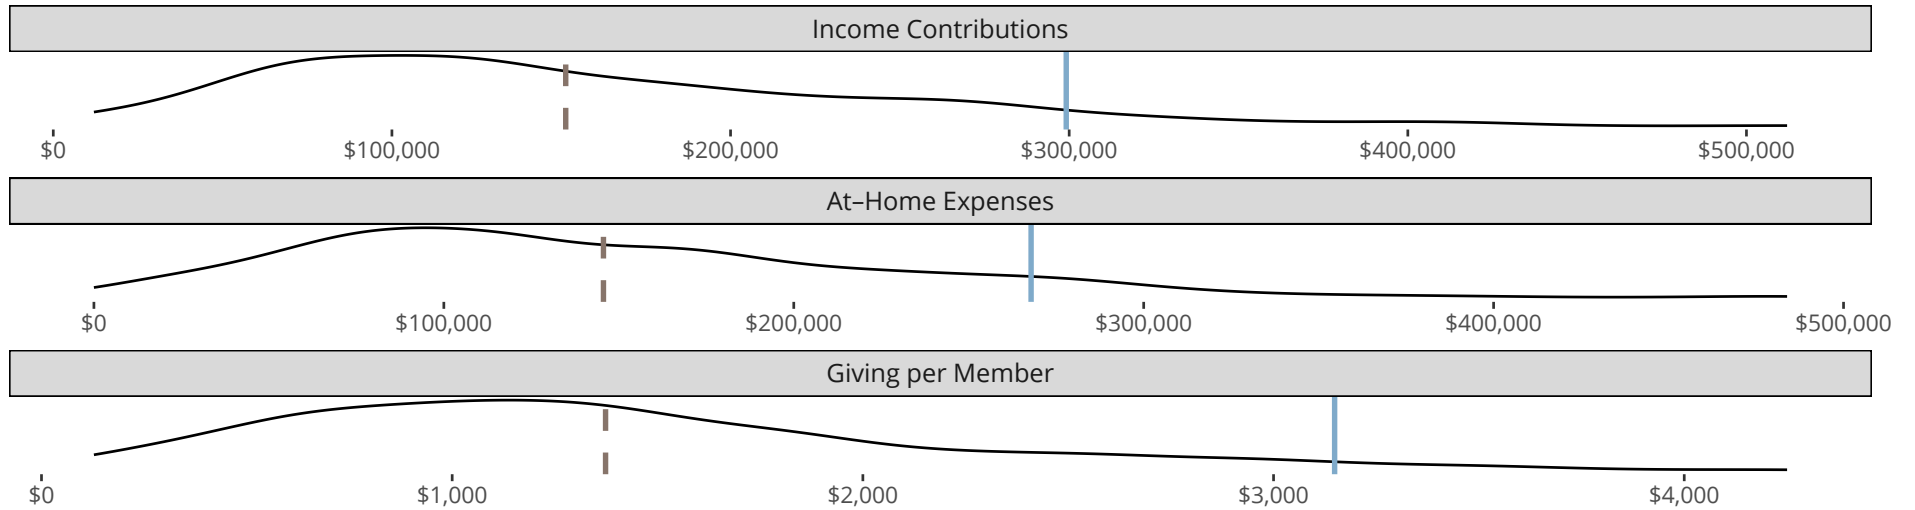 Income Contributions
$0 $100,000 $200,000 $300,000 $400,000 $500,000
At–Home Expenses
$0 $100,000 $200,000 $300,000 $400,000 $500,000
Giving per Member
$0 $1,000 $2,000 $3,000 $4,000